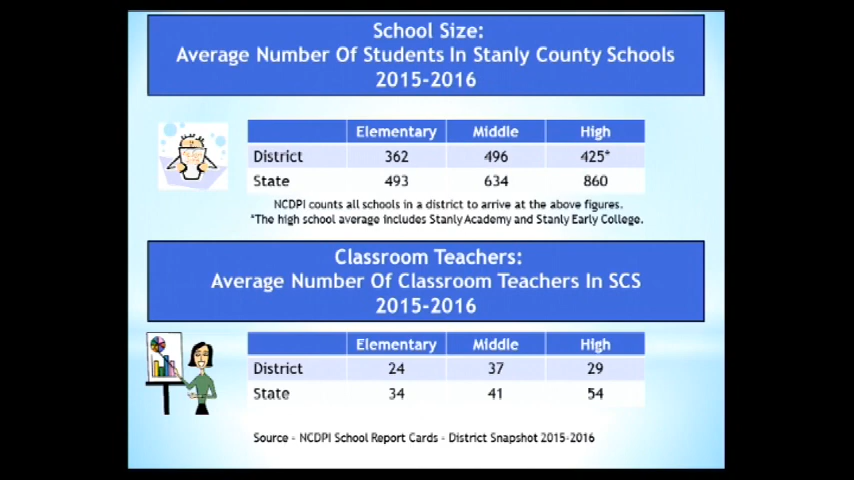 School Size:
Average Number Of Students In Stanly County Schools
2015-2016
Elementary Middle High
District 362 496 425*
State 493 634 860
NCDPI counts all schools in a district to arrive at the above figures.
*The high school average includes Stanly Academy and Stanly Early College.
Classroom Teachers:
Average Number Of Classroom Teachers In SCS
2015-2016
Elementary Middle High
District 24 37 29
State 34 41 54
Source - NCDPI School Report Cards - District Snapshot 2015-2016